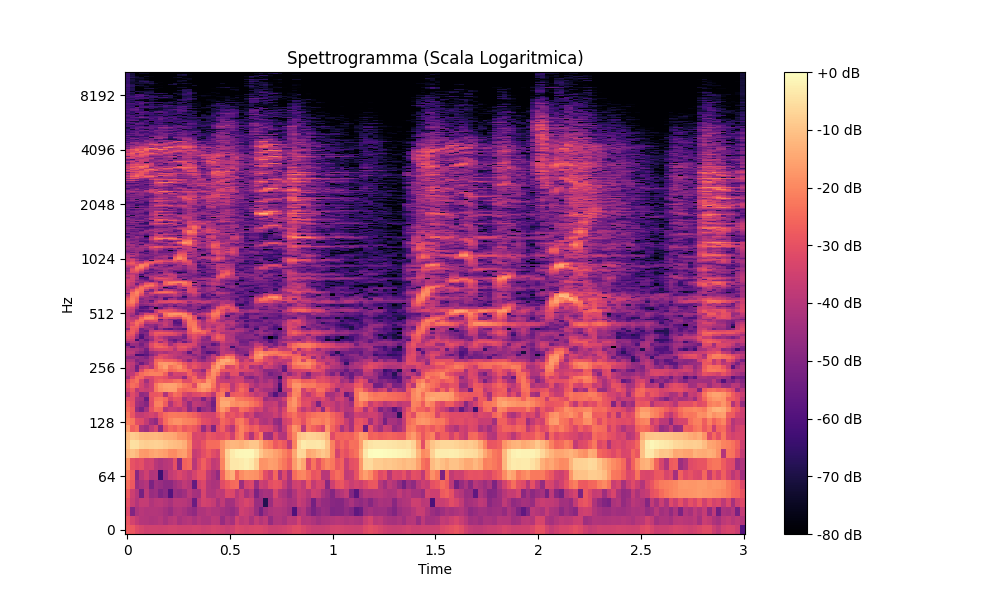 Spettrogramma (Scala Logaritmica)
+0 dB
8192
-10 dB
4096
-20 dB
2048
-30 dB
1024
-40 dB
Hz
512
-50 dB
256
-60 dB
128
-70 dB
64
0
-80 dB
0 0.5 1 1.5 2 2.5 3
Time